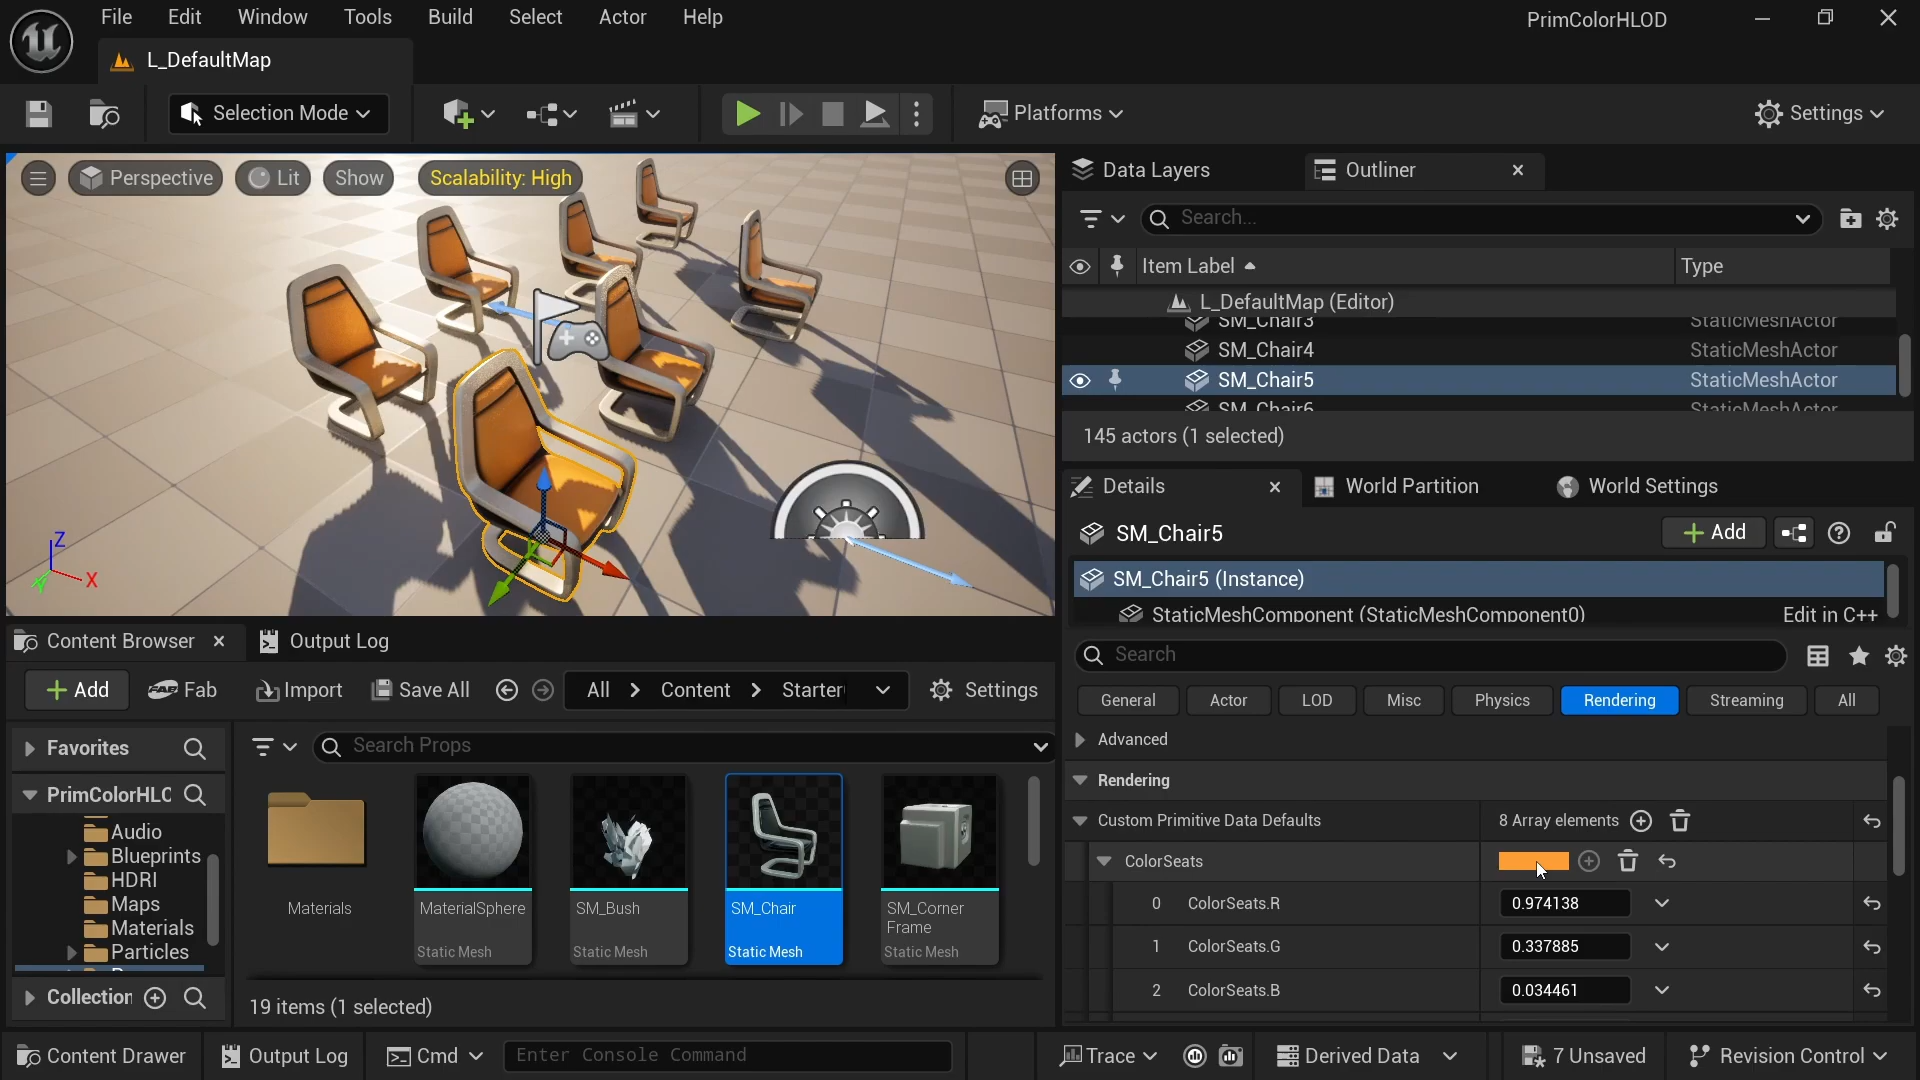 File Edit Window Tools Build Select Actor Help
PrimColorHLOD
L_DefaultMap
Selection Mode
Platforms
Settings
Perspective
Lit
Show
Scalability: High
Z
X
Y
Data Layers
Outliner
Search...
Item Label
Type
L_DefaultMap (Editor)
SM_Chair3 StaticMeshActor
SM_Chair4 StaticMeshActor
SM_Chair5 StaticMeshActor
SM_Chair6 StaticMeshActor
145 actors (1 selected)
Details
World Partition
World Settings
SM_Chair5
Add
SM_Chair5 (Instance)
StaticMeshComponent (StaticMeshComponent0) Edit in C++
Search
General Actor LOD Misc Physics Rendering Streaming All
Advanced
Rendering
Custom Primitive Data Defaults 8 Array elements
ColorSeats
0 ColorSeats.R 0.974138
1 ColorSeats.G 0.337885
2 ColorSeats.B 0.034461
Content Browser
Output Log
Add
Fab
Import
Save All
All > Content > Starter
Settings
Favorites
PrimColorHLO
Audio
Blueprints
HDRI
Maps
Materials
Particles
Collection
Search Props
Materials
MaterialSphere
Static Mesh
SM_Bush
Static Mesh
SM_Chair
Static Mesh
SM_Corner
Frame
Static Mesh
19 items (1 selected)
Content Drawer
Output Log
Cmd
Enter Console Command
Trace
Derived Data
7 Unsaved
Revision Control